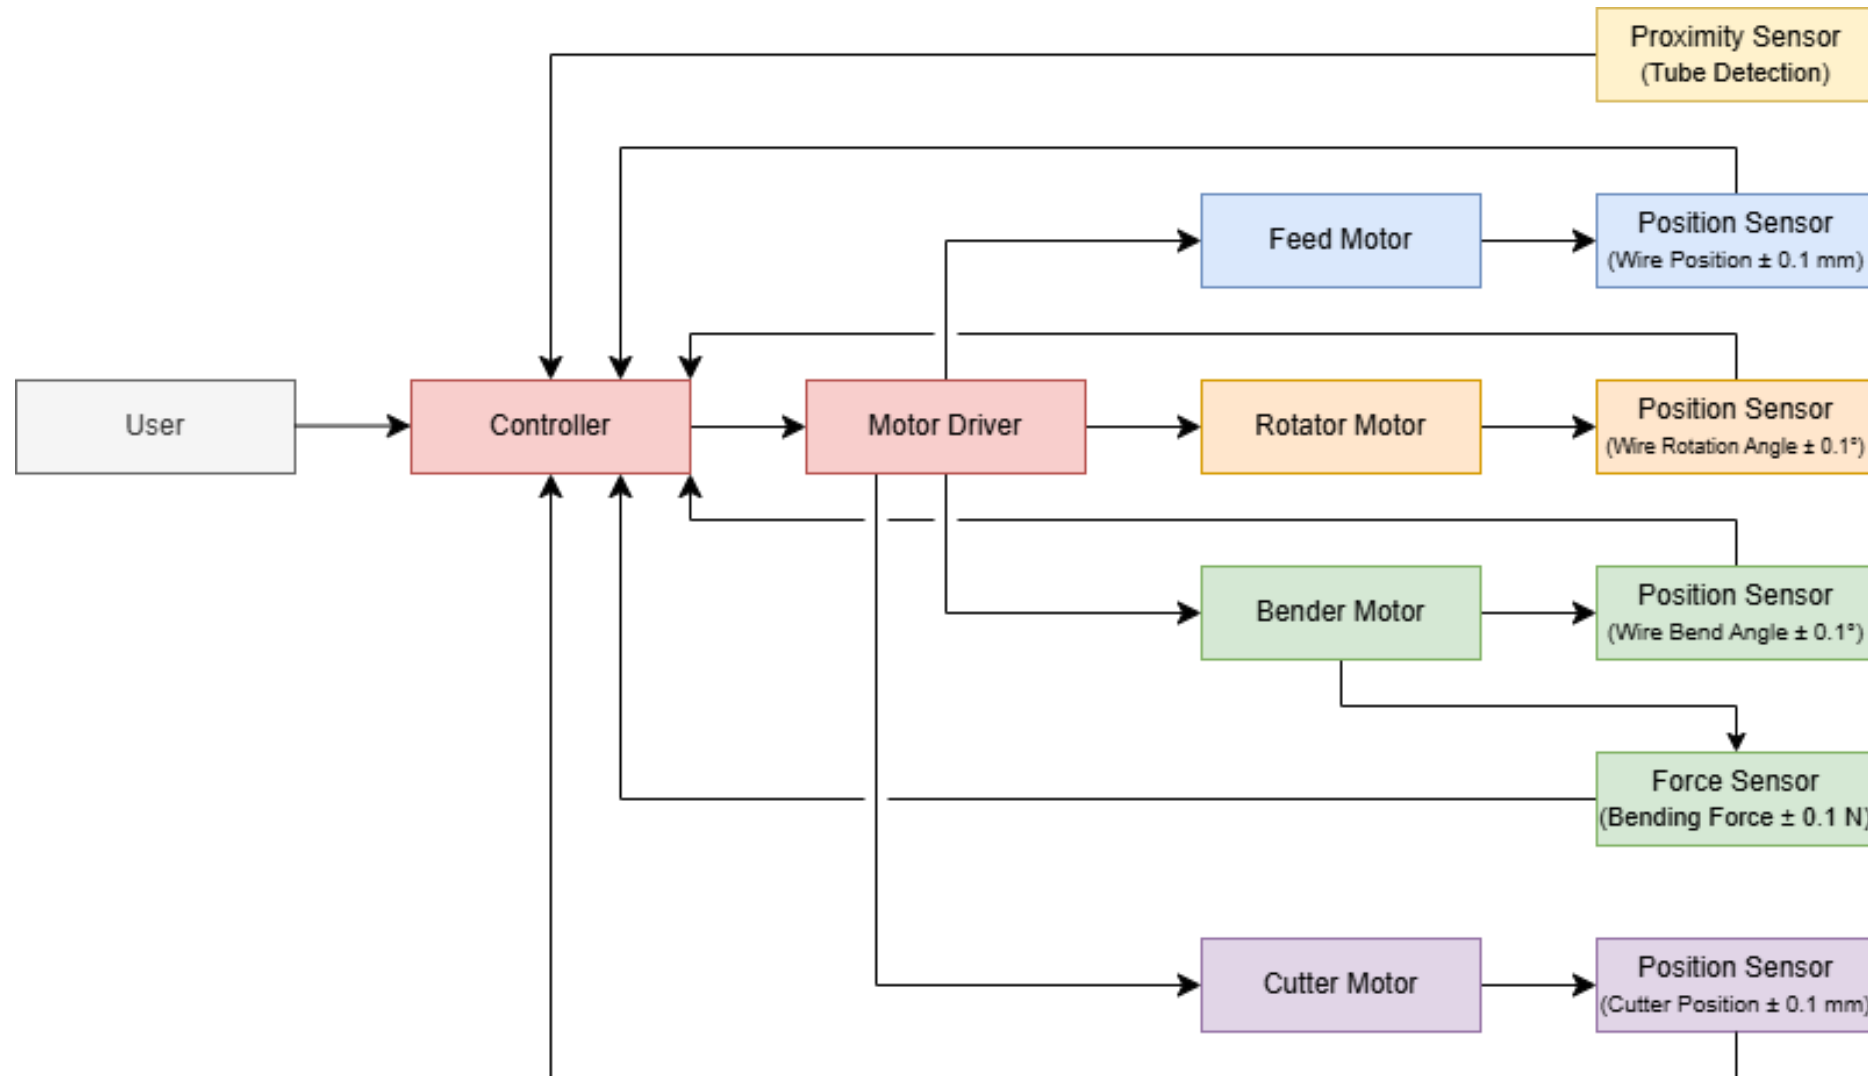 Proximity Sensor
(Tube Detection)
Feed Motor
Position Sensor
(Wire Position ± 0.1 mm)
User
Controller
Motor Driver
Rotator Motor
Position Sensor
(Wire Rotation Angle ± 0.1°)
Bender Motor
Position Sensor
(Wire Bend Angle ± 0.1°)
Force Sensor
(Bending Force ± 0.1 N)
Cutter Motor
Position Sensor
(Cutter Position ± 0.1 mm)